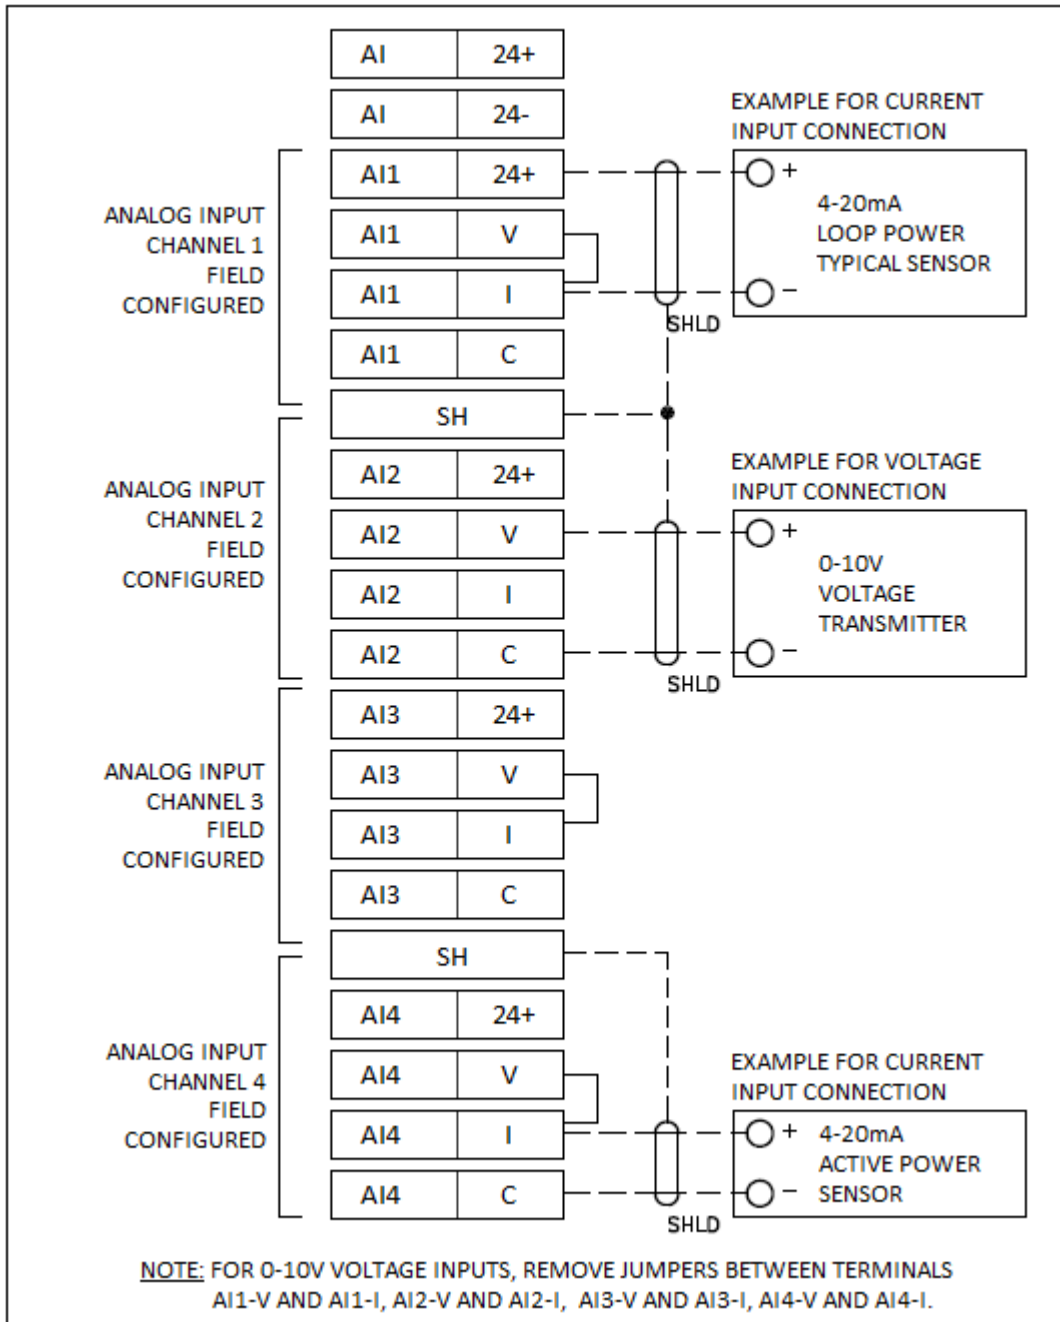 AI 24+
AI 24-
EXAMPLE FOR CURRENT
INPUT CONNECTION
ANALOG INPUT
CHANNEL 1
FIELD
CONFIGURED
AI1 24+
AI1 V
AI1 I
AI1 C
+
4-20mA
LOOP POWER
TYPICAL SENSOR
−
SHLD
SH
ANALOG INPUT
CHANNEL 2
FIELD
CONFIGURED
AI2 24+
AI2 V
AI2 I
AI2 C
EXAMPLE FOR VOLTAGE
INPUT CONNECTION
+
0-10V
VOLTAGE
TRANSMITTER
−
SHLD
ANALOG INPUT
CHANNEL 3
FIELD
CONFIGURED
AI3 24+
AI3 V
AI3 I
AI3 C
SH
ANALOG INPUT
CHANNEL 4
FIELD
CONFIGURED
AI4 24+
AI4 V
AI4 I
AI4 C
EXAMPLE FOR CURRENT
INPUT CONNECTION
+
4-20mA
ACTIVE POWER
SENSOR
−
SHLD
NOTE: FOR 0-10V VOLTAGE INPUTS, REMOVE JUMPERS BETWEEN TERMINALS
AI1-V AND AI1-I, AI2-V AND AI2-I, AI3-V AND AI3-I, AI4-V AND AI4-I.